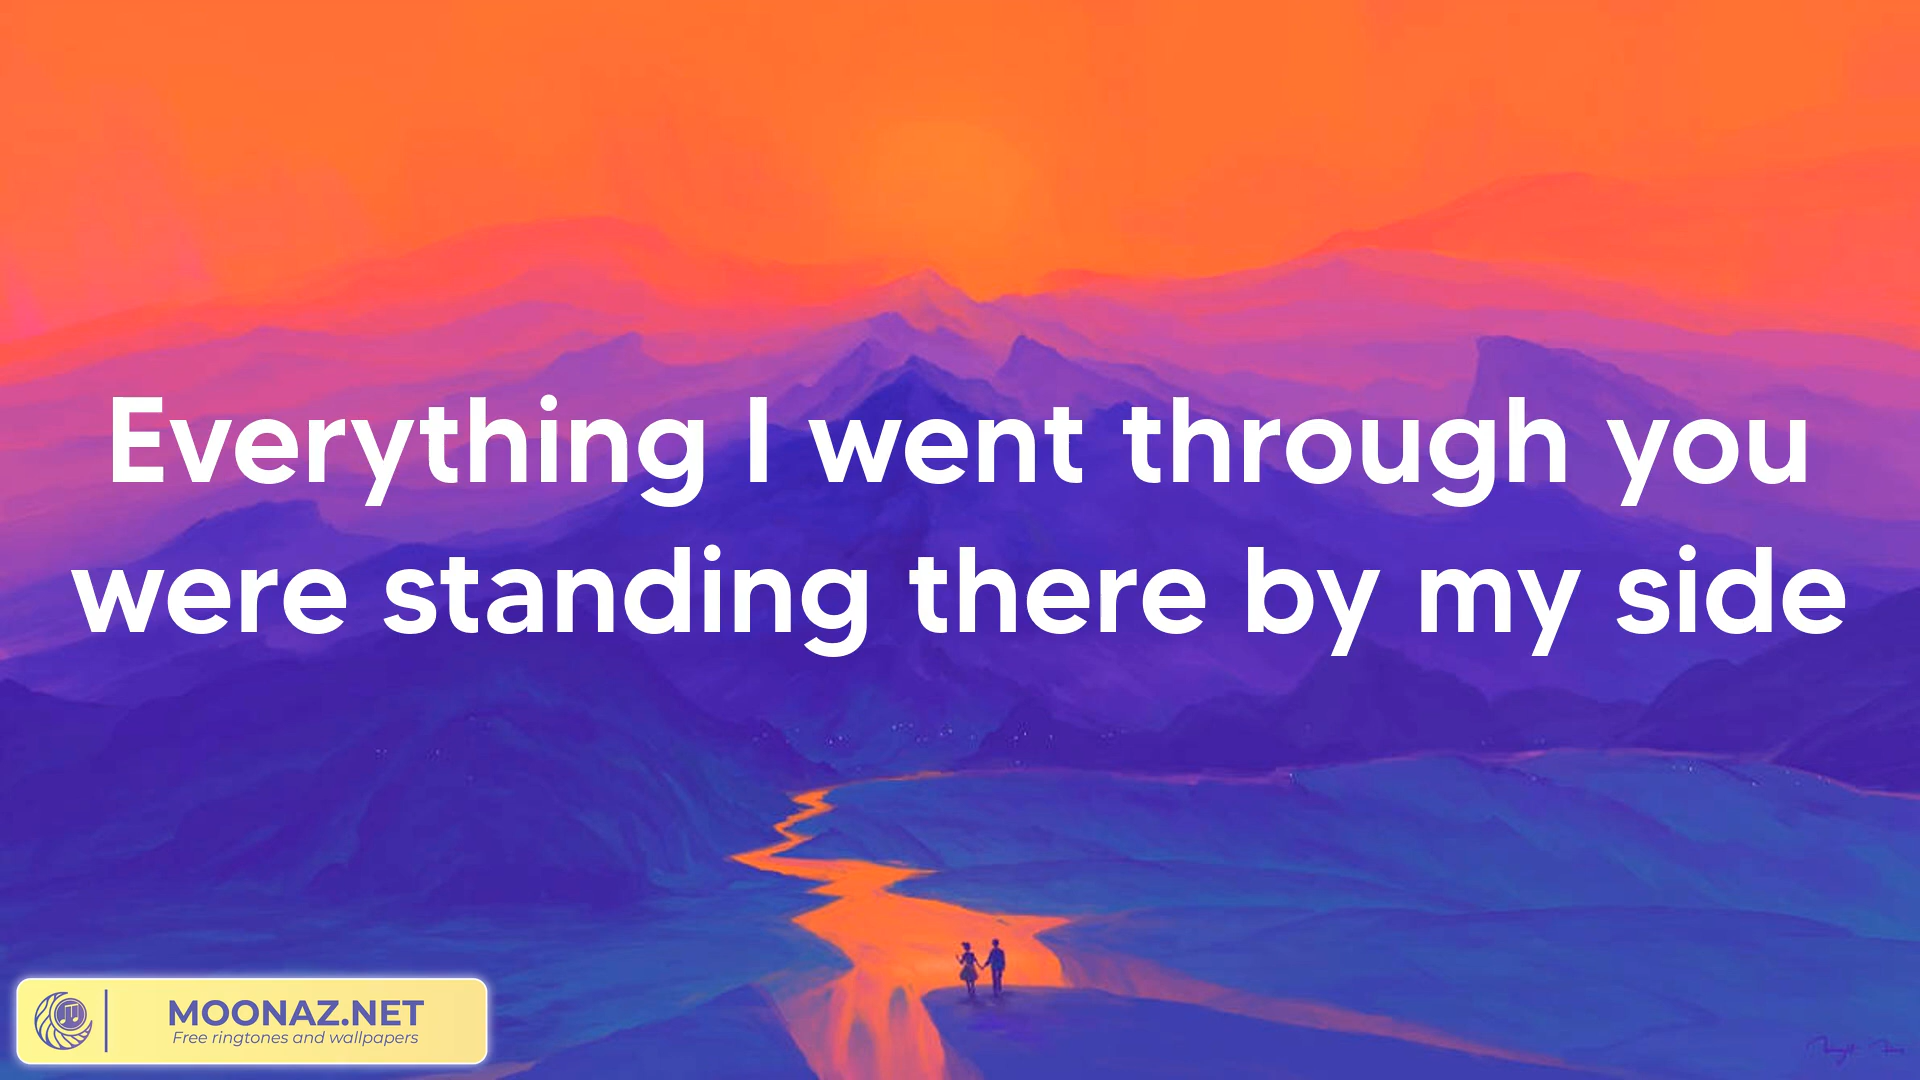 Everything I went through you
were standing there by my side
MOONAZ.NET
Free ringtones and wallpapers